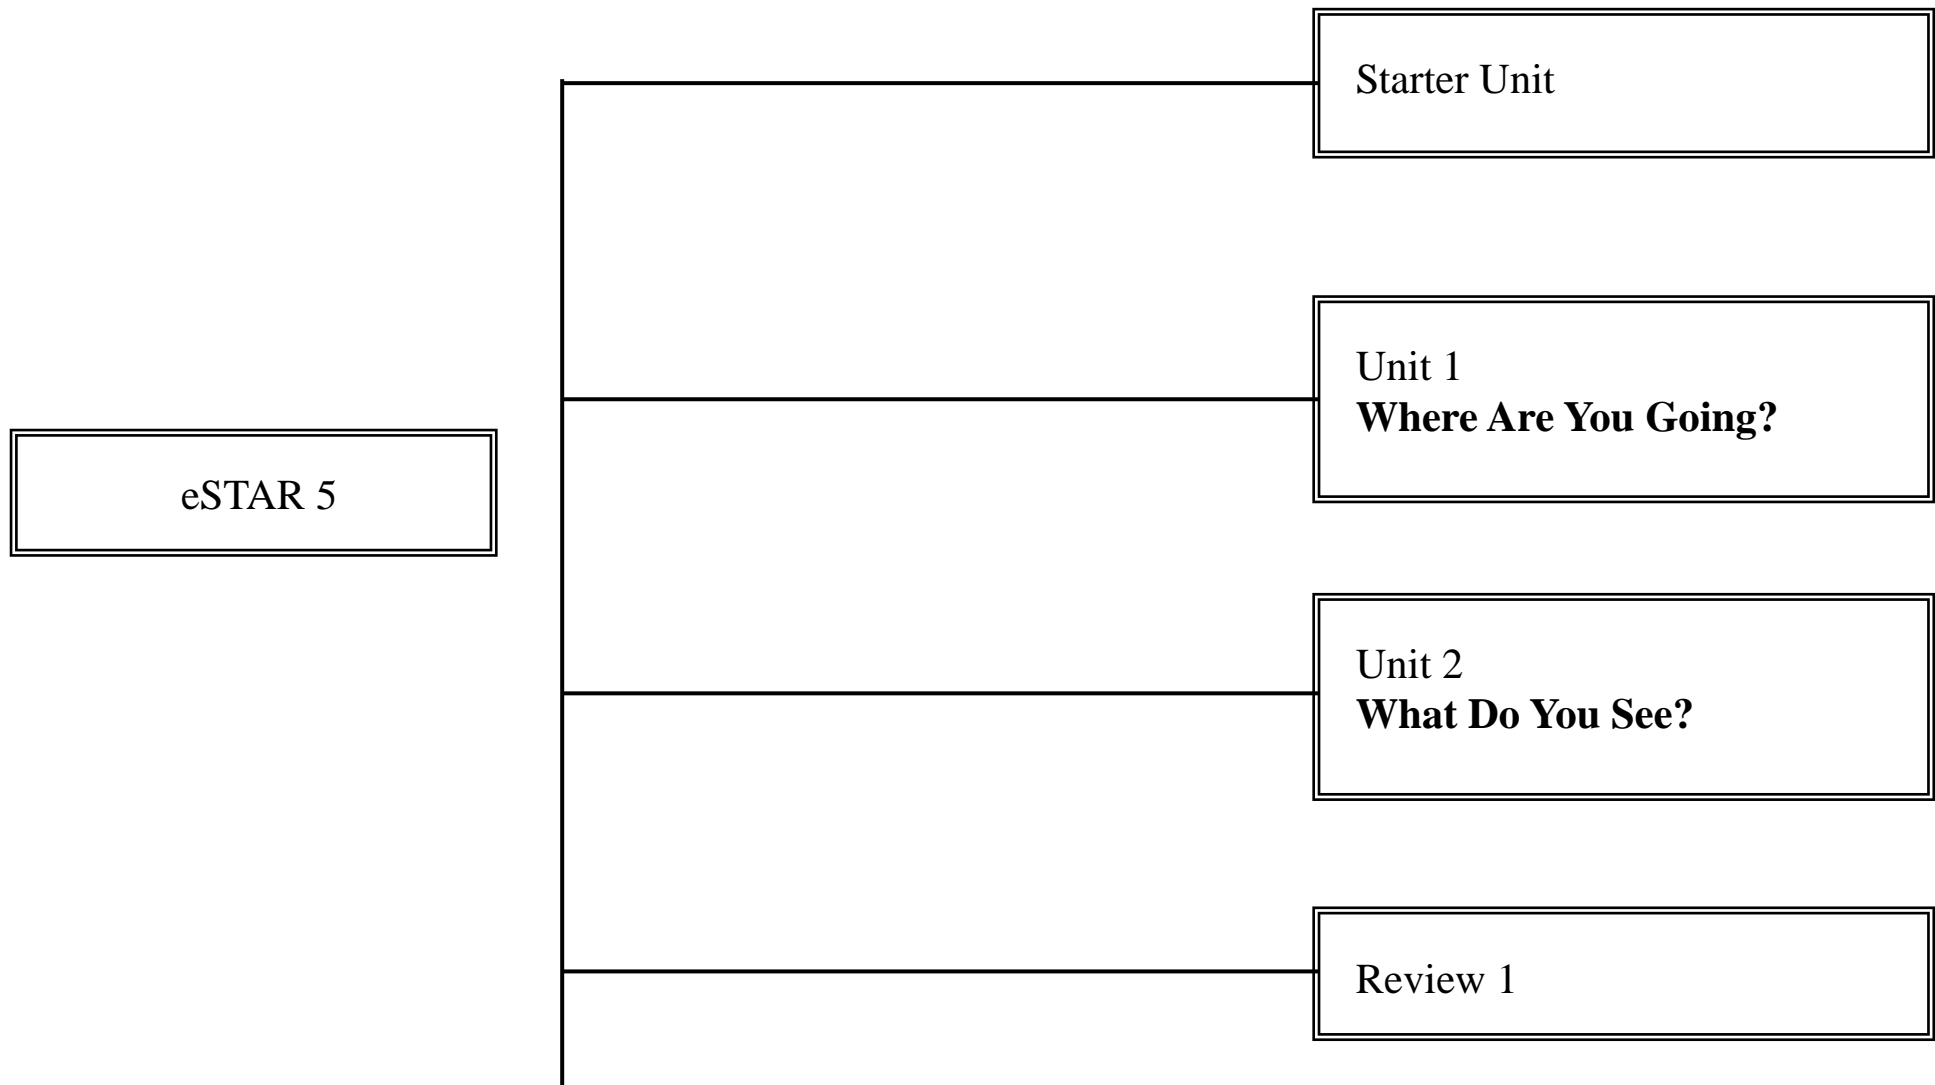 eSTAR 5
Starter Unit
Unit 1
Where Are You Going?
Unit 2
What Do You See?
Review 1